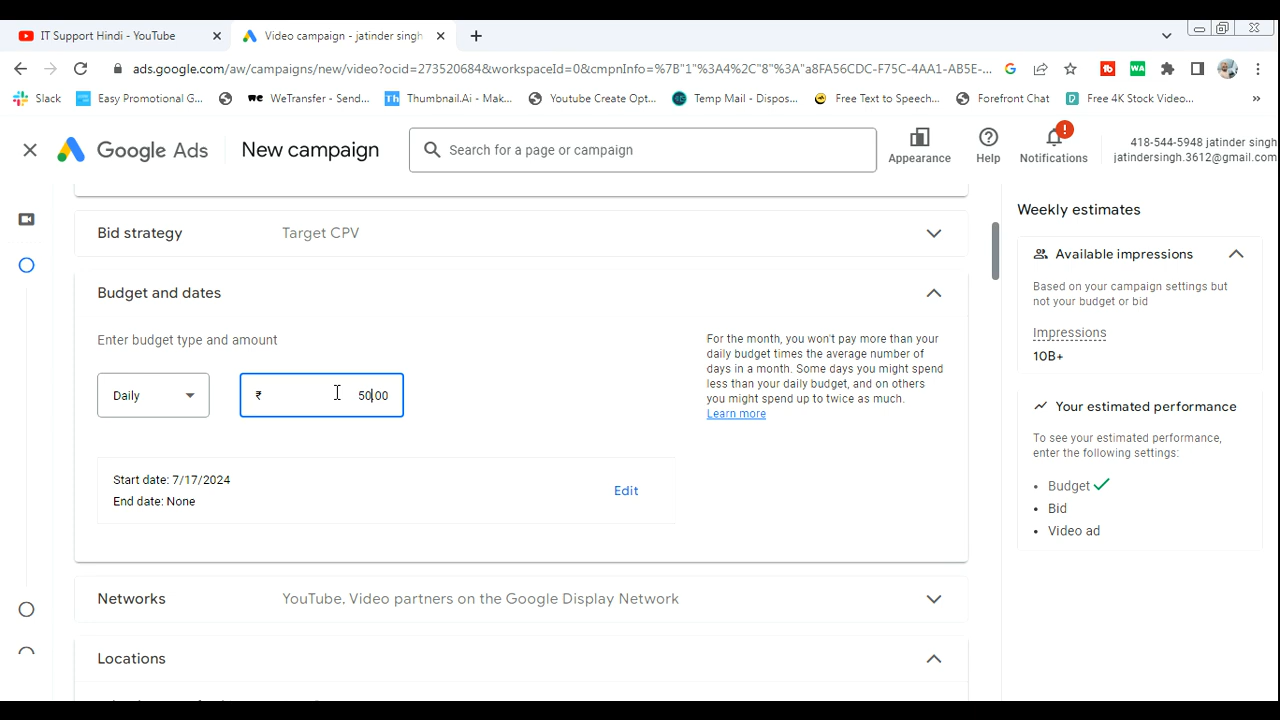 IT Support Hindi - YouTube
Video campaign - jatinder singh
ads.google.com/aw/campaigns/new/video?ocid=273520684&workspaceId=0&cmpnInfo=%7B"1"%3A4%2C"8"%3A"a8FA56CDC-F75C-4AA1-AB5E-...
Slack
Easy Promotional G...
WeTransfer - Send...
Thumbnail.Ai - Mak...
Youtube Create Opt...
Temp Mail - Dispos...
Free Text to Speech...
Forefront Chat
Free 4K Stock Video...
Google Ads
New campaign
Search for a page or campaign
Appearance
Help
Notifications
418-544-5948 jatinder singh
jatindersingh.3612@gmail.com
Bid strategy
Target CPV
Budget and dates
Enter budget type and amount
Daily
₹ 50.00
For the month, you won't pay more than your
daily budget times the average number of
days in a month. Some days you might spend
less than your daily budget, and on others
you might spend up to twice as much.
Learn more
Start date: 7/17/2024
End date: None
Edit
Networks
YouTube. Video partners on the Google Display Network
Locations
Weekly estimates
Available impressions
Based on your campaign settings but
not your budget or bid
Impressions
10B+
Your estimated performance
To see your estimated performance,
enter the following settings:
• Budget
• Bid
• Video ad